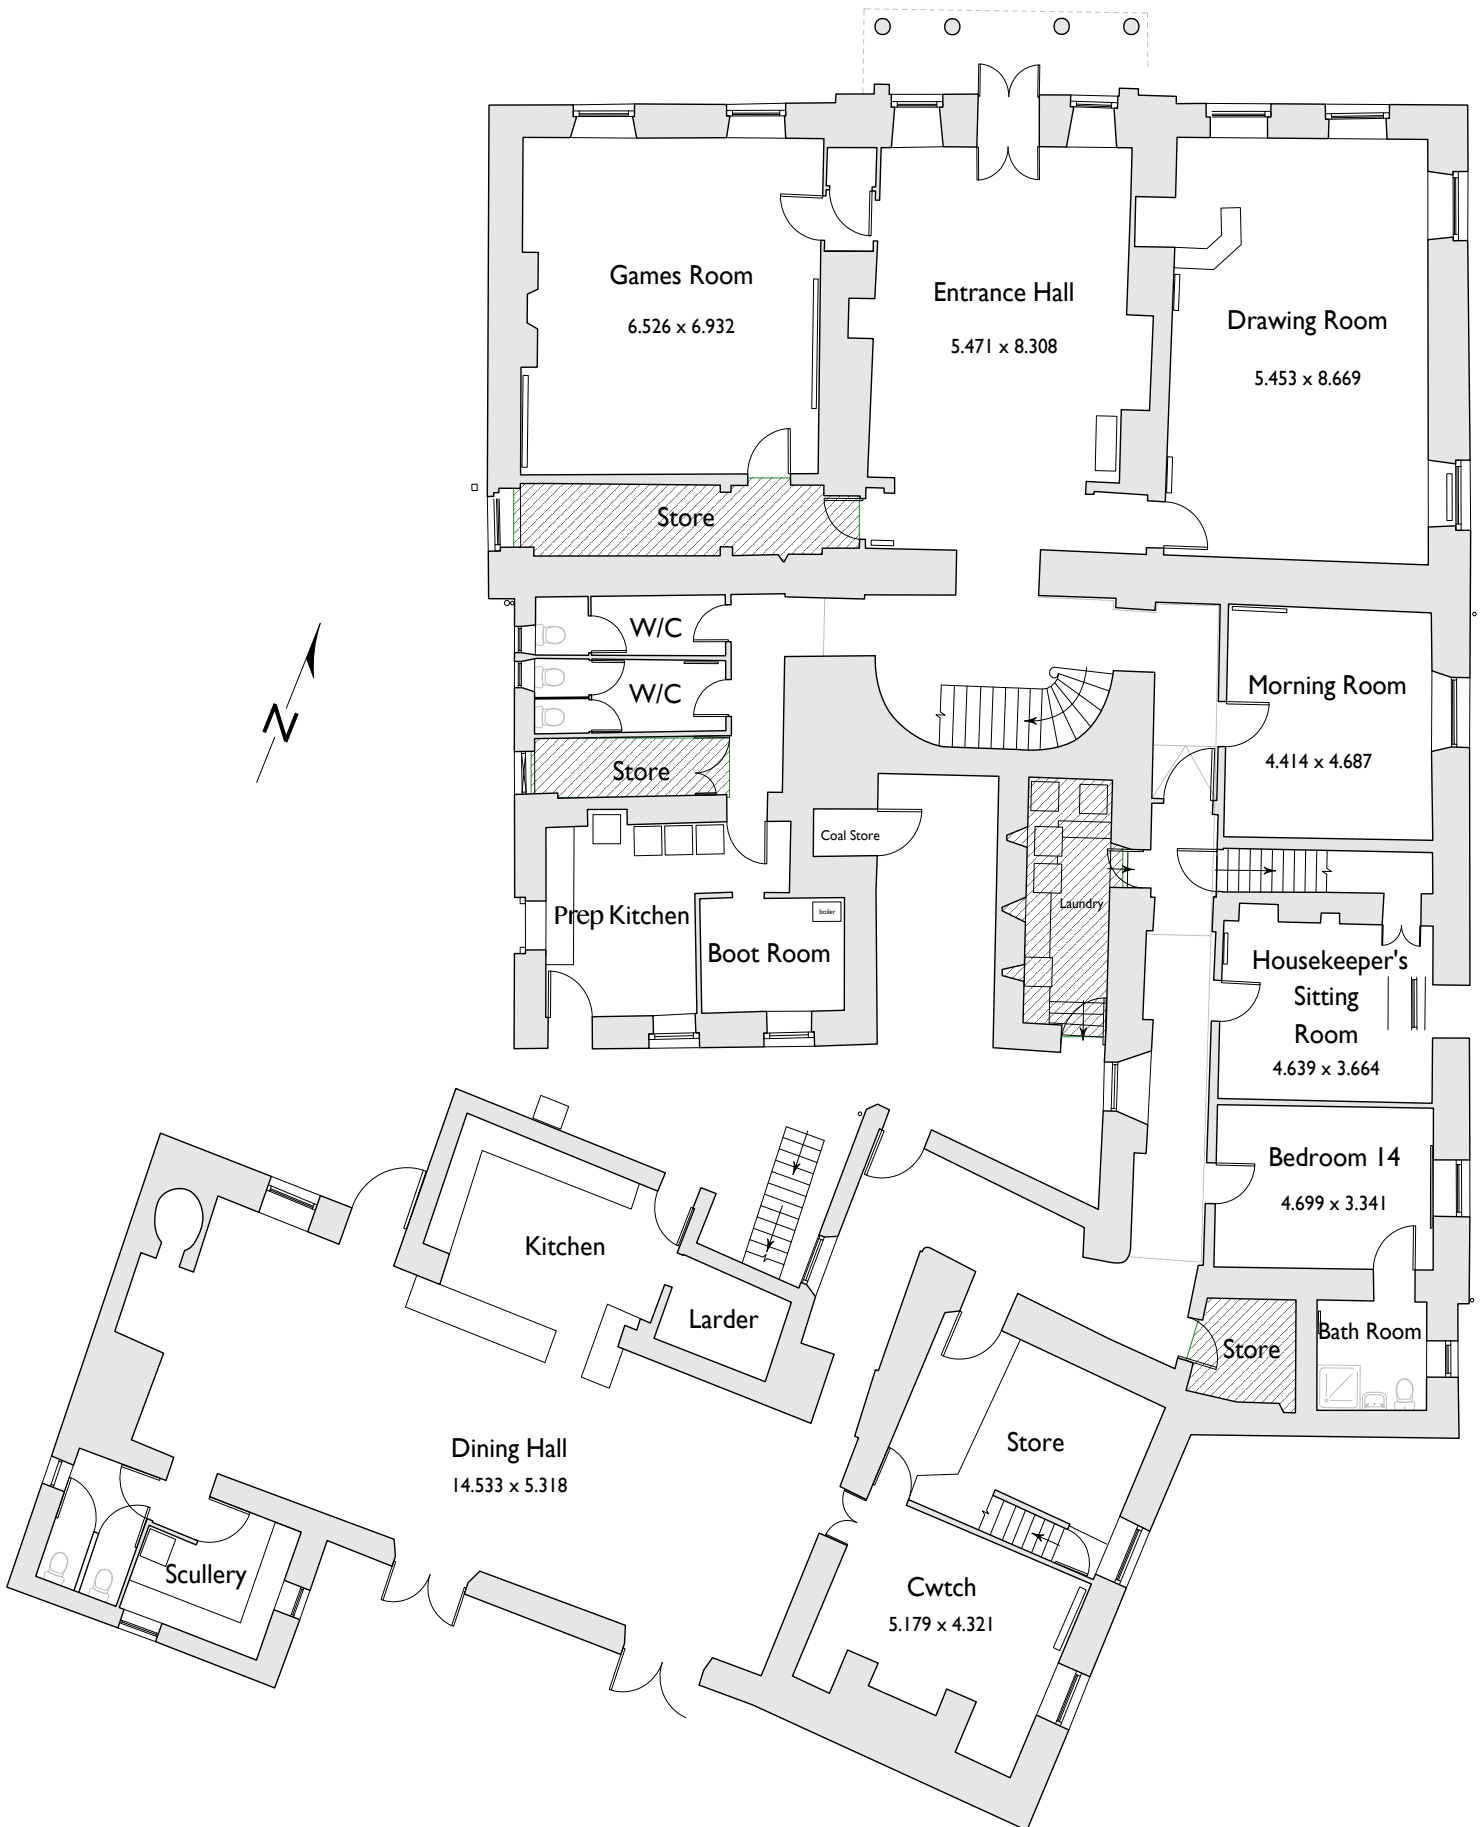 Games Room
6.526 x 6.932
Entrance Hall
5.471 x 8.308
Drawing Room
5.453 x 8.669
Store
W/C
W/C
Store
N
Morning Room
4.414 x 4.687
Coal Store
Laundry
Prep Kitchen
boiler
Boot Room
Housekeeper's
Sitting
Room
4.639 x 3.664
Bedroom 14
4.699 x 3.341
Kitchen
Larder
Store
Bath Room
Dining Hall
14.533 x 5.318
Store
Scullery
Cwtch
5.179 x 4.321